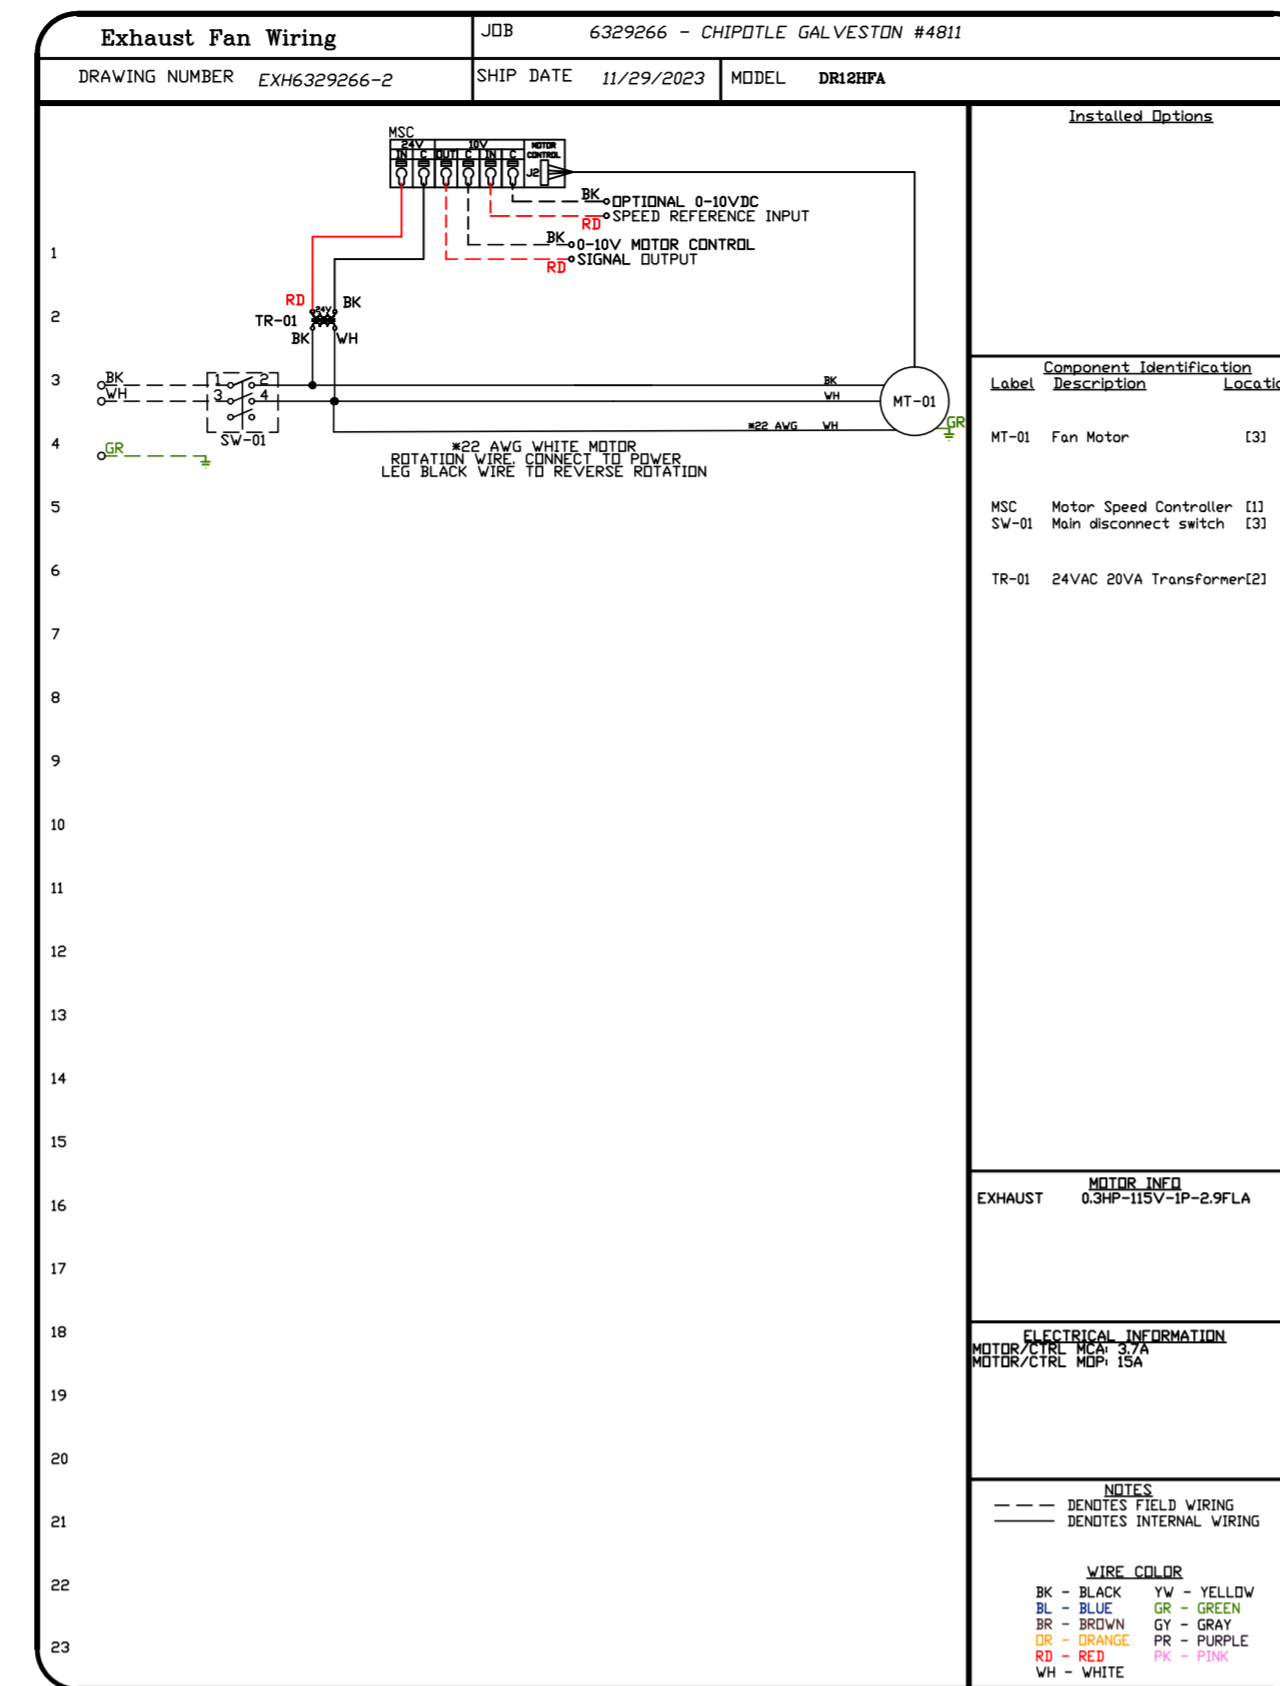 Exhaust Fan Wiring
JOB 6329266 - CHIPOTLE GALVESTON #4811
DRAWING NUMBER EXH6329266-2
SHIP DATE 11/29/2023
MODEL DR12HFA
MSC
24V 10V MOTOR
IN C OUT C IN C CONTROL
J2
BK OPTIONAL 0-10VDC
RD SPEED REFERENCE INPUT
BK 0-10V MOTOR CONTROL
RD SIGNAL OUTPUT
RD 24V BK
TR-01
BK WH
BK 1 2 BK
WH 3 4 WH
MT-01
SW-01
*22 AWG WH
GR
GR
*22 AWG WHITE MOTOR
ROTATION WIRE. CONNECT TO POWER
LEG BLACK WIRE TO REVERSE ROTATION
1
2
3
4
5
6
7
8
9
10
11
12
13
14
15
16
17
18
19
20
21
22
23
Installed Options
Component Identification
Label Description Locatio
MT-01 Fan Motor [3]
MSC Motor Speed Controller [1]
SW-01 Main disconnect switch [3]
TR-01 24VAC 20VA Transformer[2]
MOTOR INFO
EXHAUST 0.3HP-115V-1P-2.9FLA
ELECTRICAL INFORMATION
MOTOR/CTRL MCA: 3.7A
MOTOR/CTRL MOP: 15A
NOTES
DENOTES FIELD WIRING
DENOTES INTERNAL WIRING
WIRE COLOR
BK - BLACK YW - YELLOW
BL - BLUE GR - GREEN
BR - BROWN GY - GRAY
OR - ORANGE PR - PURPLE
RD - RED PK - PINK
WH - WHITE